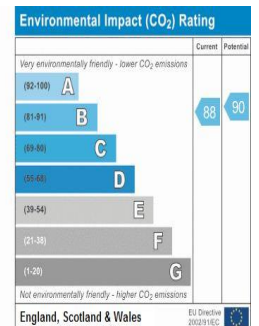 Environmental Impact (CO₂) Rating
Current Potential
Very environmentally friendly - lower CO₂ emissions
(92-100) A
(81-91) B
88 90
(69-80) C
(55-68) D
(39-54) E
(21-38) F
(1-20) G
Not environmentally friendly - higher CO₂ emissions
England, Scotland & Wales
EU Directive
2002/91/EC